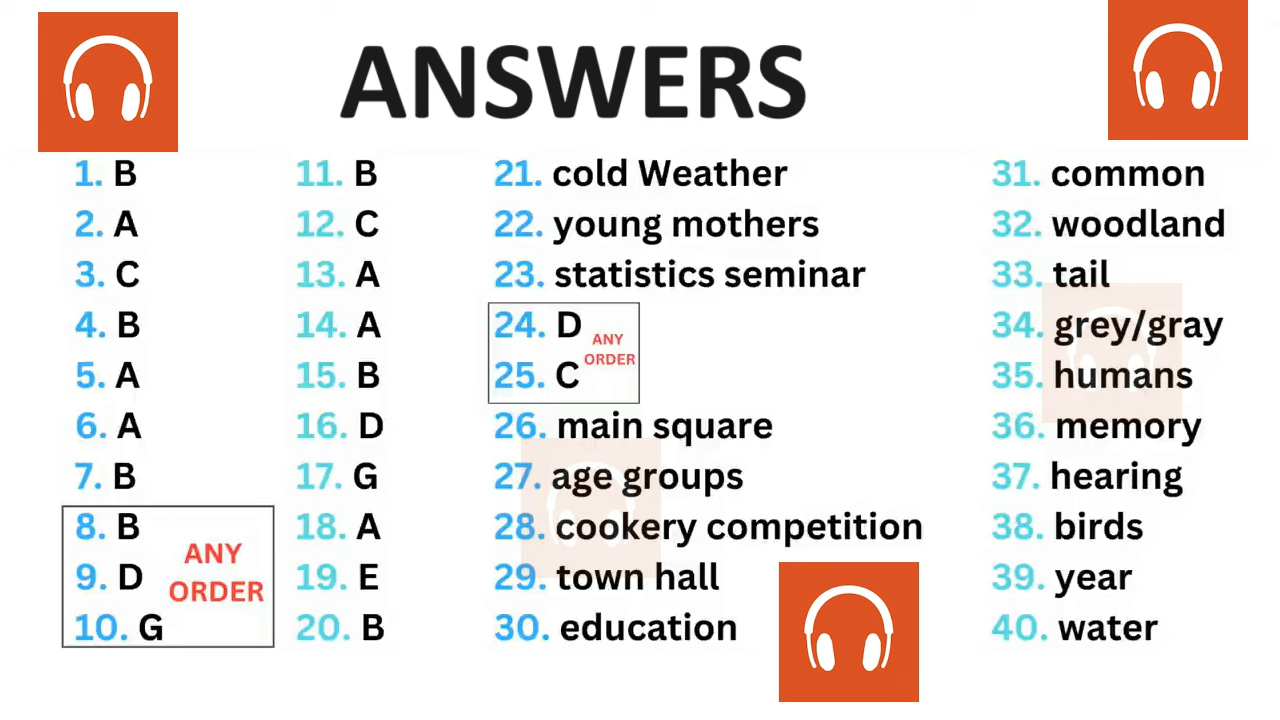 ANSWERS
1. B
2. A
3. C
4. B
5. A
6. A
7. B
8. B
9. D
10. G
ANY
ORDER
11. B
12. C
13. A
14. A
15. B
16. D
17. G
18. A
19. E
20. B
21. cold Weather
22. young mothers
23. statistics seminar
24. D
25. C
ANY
ORDER
26. main square
27. age groups
28. cookery competition
29. town hall
30. education
31. common
32. woodland
33. tail
34. grey/gray
35. humans
36. memory
37. hearing
38. birds
39. year
40. water